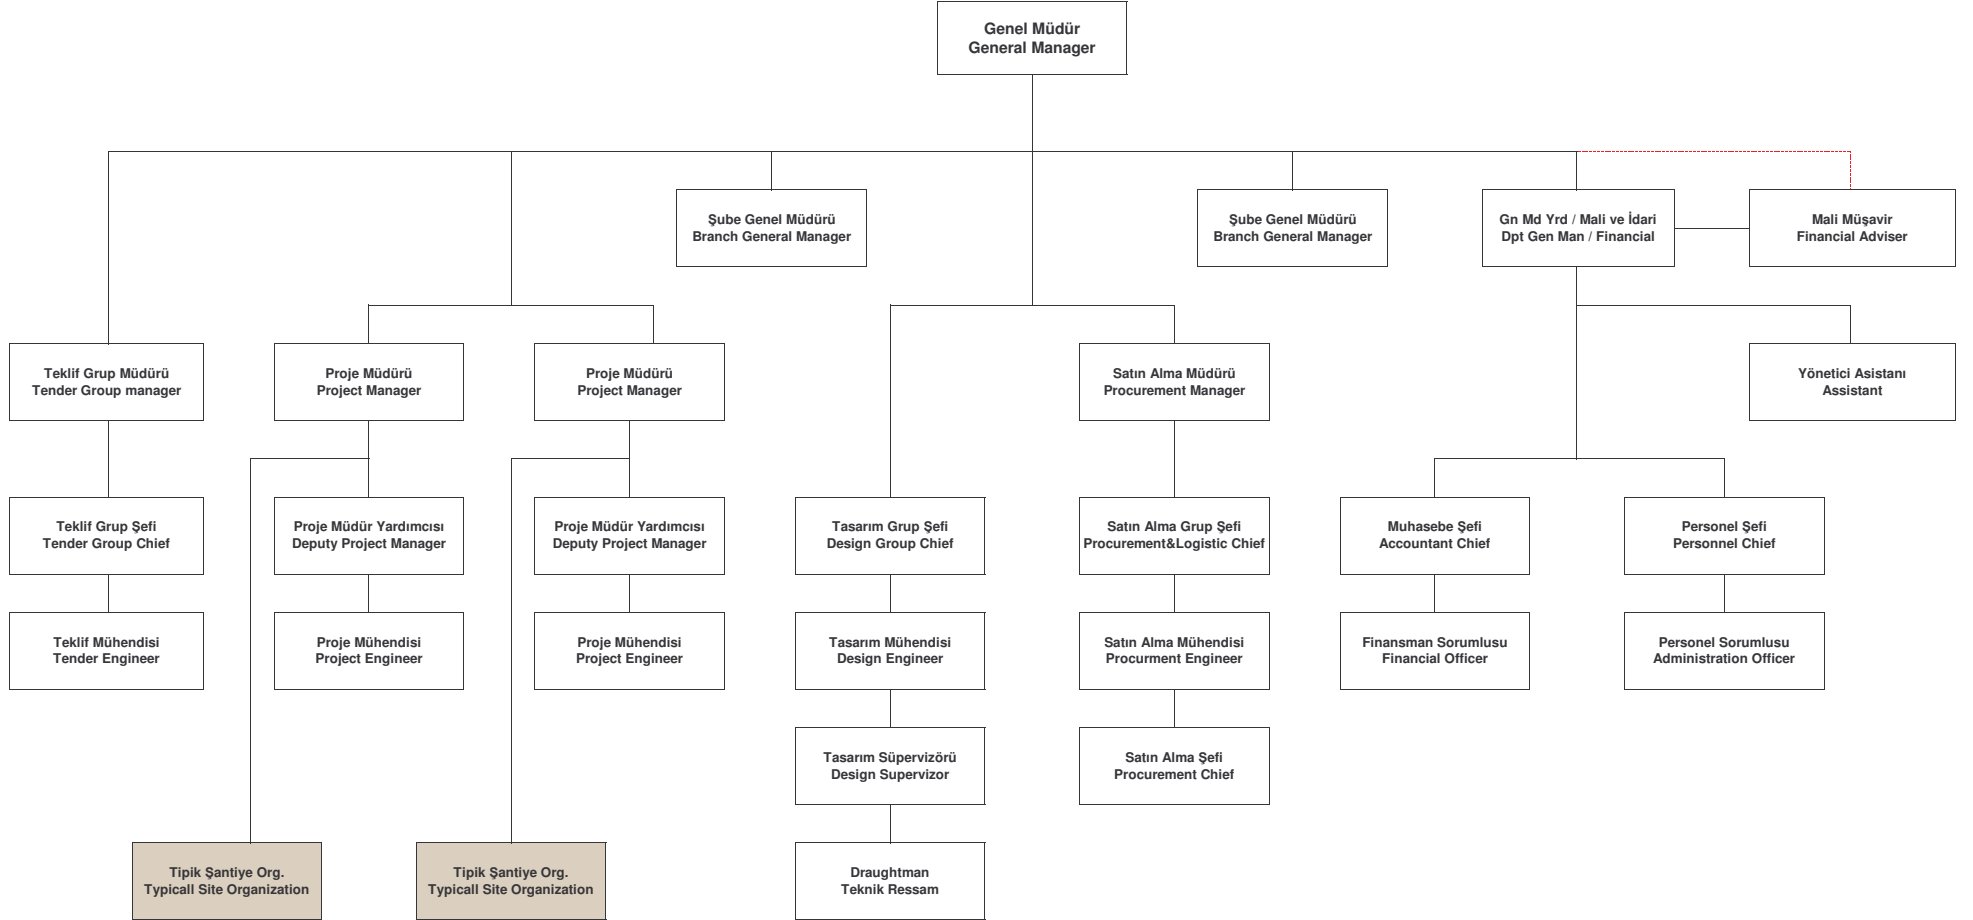 Genel Müdür
General Manager
Şube Genel Müdürü
Branch General Manager
Şube Genel Müdürü
Branch General Manager
Gn Md Yrd / Mali ve İdari
Dpt Gen Man / Financial
Mali Müşavir
Financial Adviser
Teklif Grup Müdürü
Tender Group manager
Proje Müdürü
Project Manager
Proje Müdürü
Project Manager
Satın Alma Müdürü
Procurement Manager
Yönetici Asistanı
Assistant
Teklif Grup Şefi
Tender Group Chief
Proje Müdür Yardımcısı
Deputy Project Manager
Proje Müdür Yardımcısı
Deputy Project Manager
Tasarım Grup Şefi
Design Group Chief
Satın Alma Grup Şefi
Procurement&Logistic Chief
Muhasebe Şefi
Accountant Chief
Personel Şefi
Personnel Chief
Teklif Mühendisi
Tender Engineer
Proje Mühendisi
Project Engineer
Proje Mühendisi
Project Engineer
Tasarım Mühendisi
Design Engineer
Satın Alma Mühendisi
Procurment Engineer
Finansman Sorumlusu
Financial Officer
Personel Sorumlusu
Administration Officer
Tasarım Süpervizörü
Design Supervizor
Satın Alma Şefi
Procurement Chief
Tipik Şantiye Org.
Typicall Site Organization
Tipik Şantiye Org.
Typicall Site Organization
Draughtman
Teknik Ressam